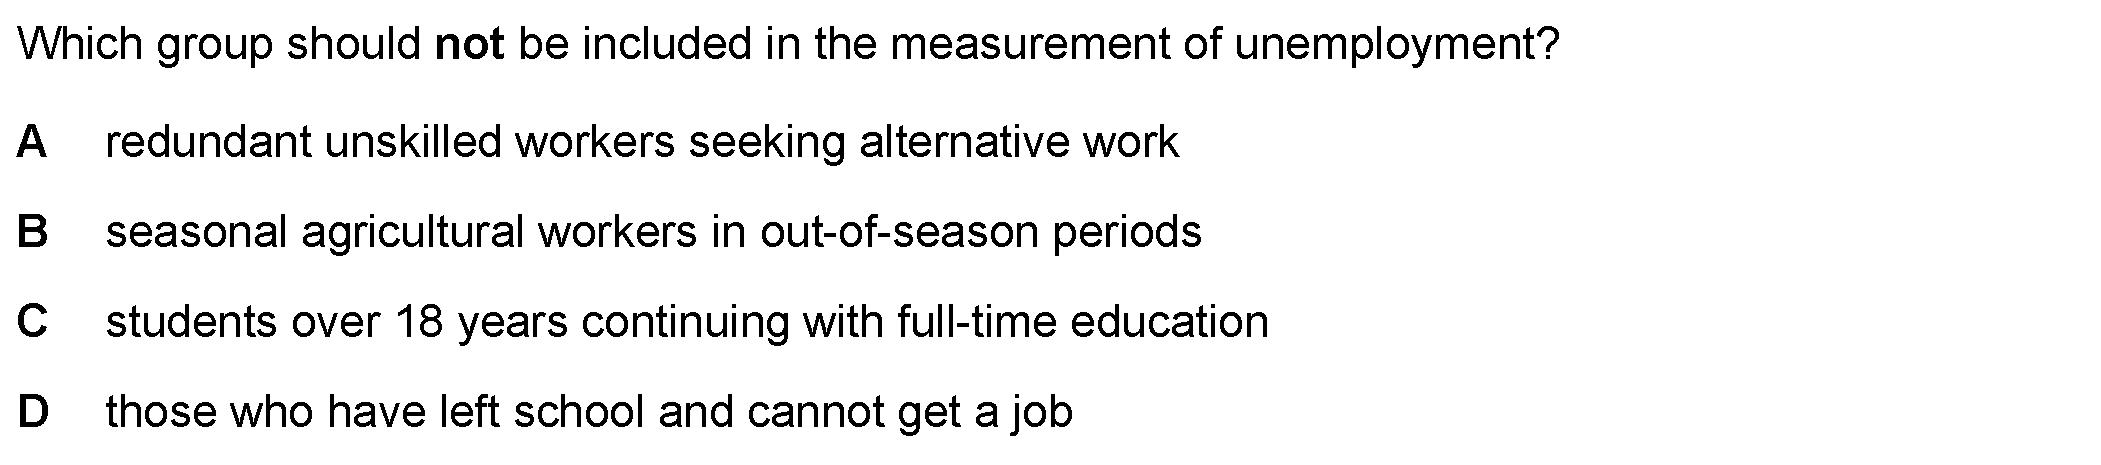 Which group should not be included in the measurement of unemployment?
A redundant unskilled workers seeking alternative work
B seasonal agricultural workers in out-of-season periods
C students over 18 years continuing with full-time education
D those who have left school and cannot get a job